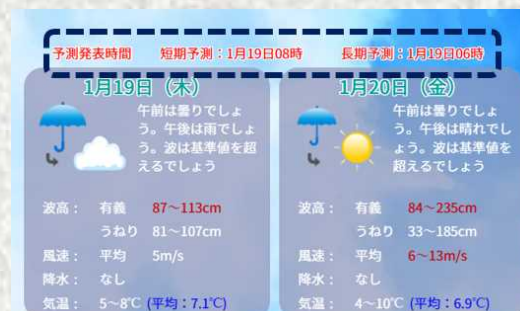 予測発表時間 短期予測：1月19日08時 長期予測：1月19日06時
1月19日（木）
午前は曇りでしょ
う。午後は雨でしょ
う。波は基準値を超
えるでしょう
波高： 有義 87～113cm
うねり 81～107cm
風速： 平均 5m/s
降水： なし
気温： 5～8℃ (平均：7.1℃)
1月20日（金）
午前は曇りでしょ
う。午後は晴れでし
ょう。波は基準値を
超えるでしょう
波高： 有義 84～235cm
うねり 33～185cm
風速： 平均 6～13m/s
降水： なし
気温： 4～10℃ (平均：6.9℃)